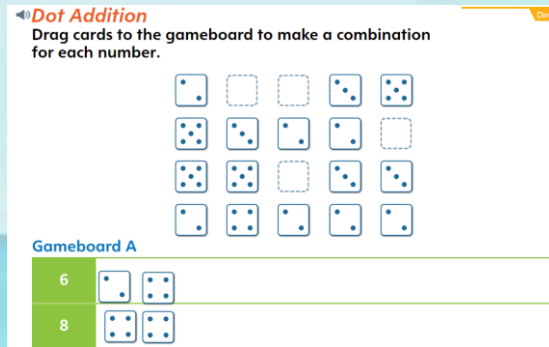 Dot Addition
Drag cards to the gameboard to make a combination
for each number.
Gameboard A
6
8